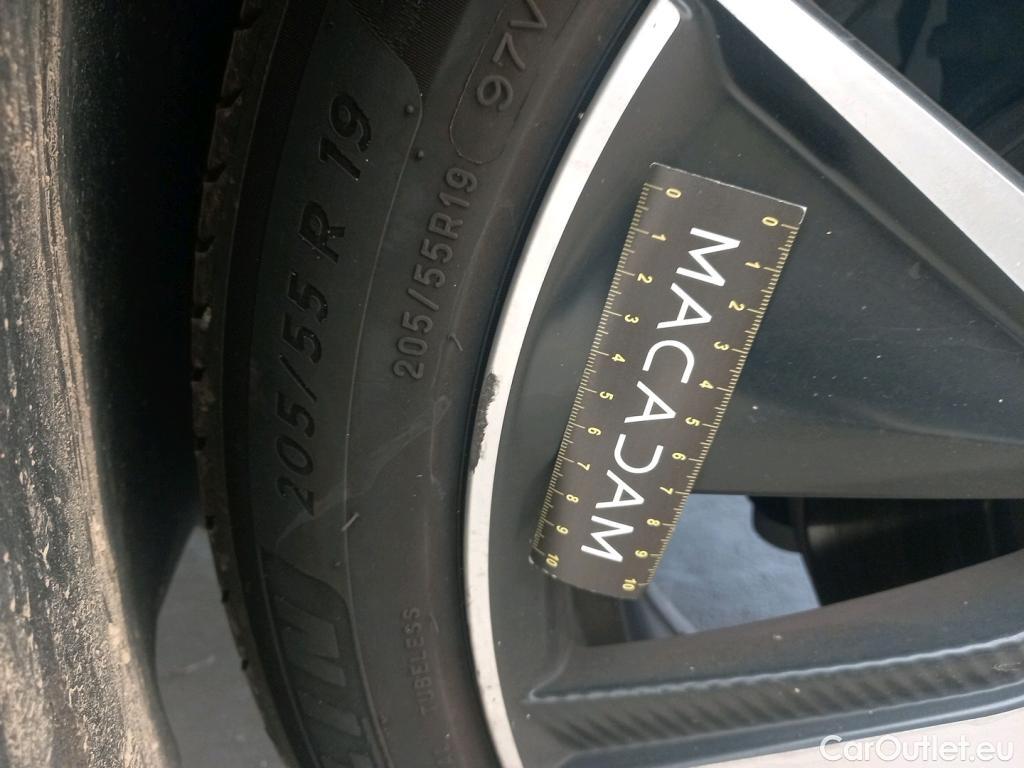 205/55 R 19
205/55R19 97V
TUBELESS
MACADAM
0 1 2 3 4 5 6 7 8 9 10
0 1 2 3 4 5 6 7 8 9 10
CarOutlet.eu